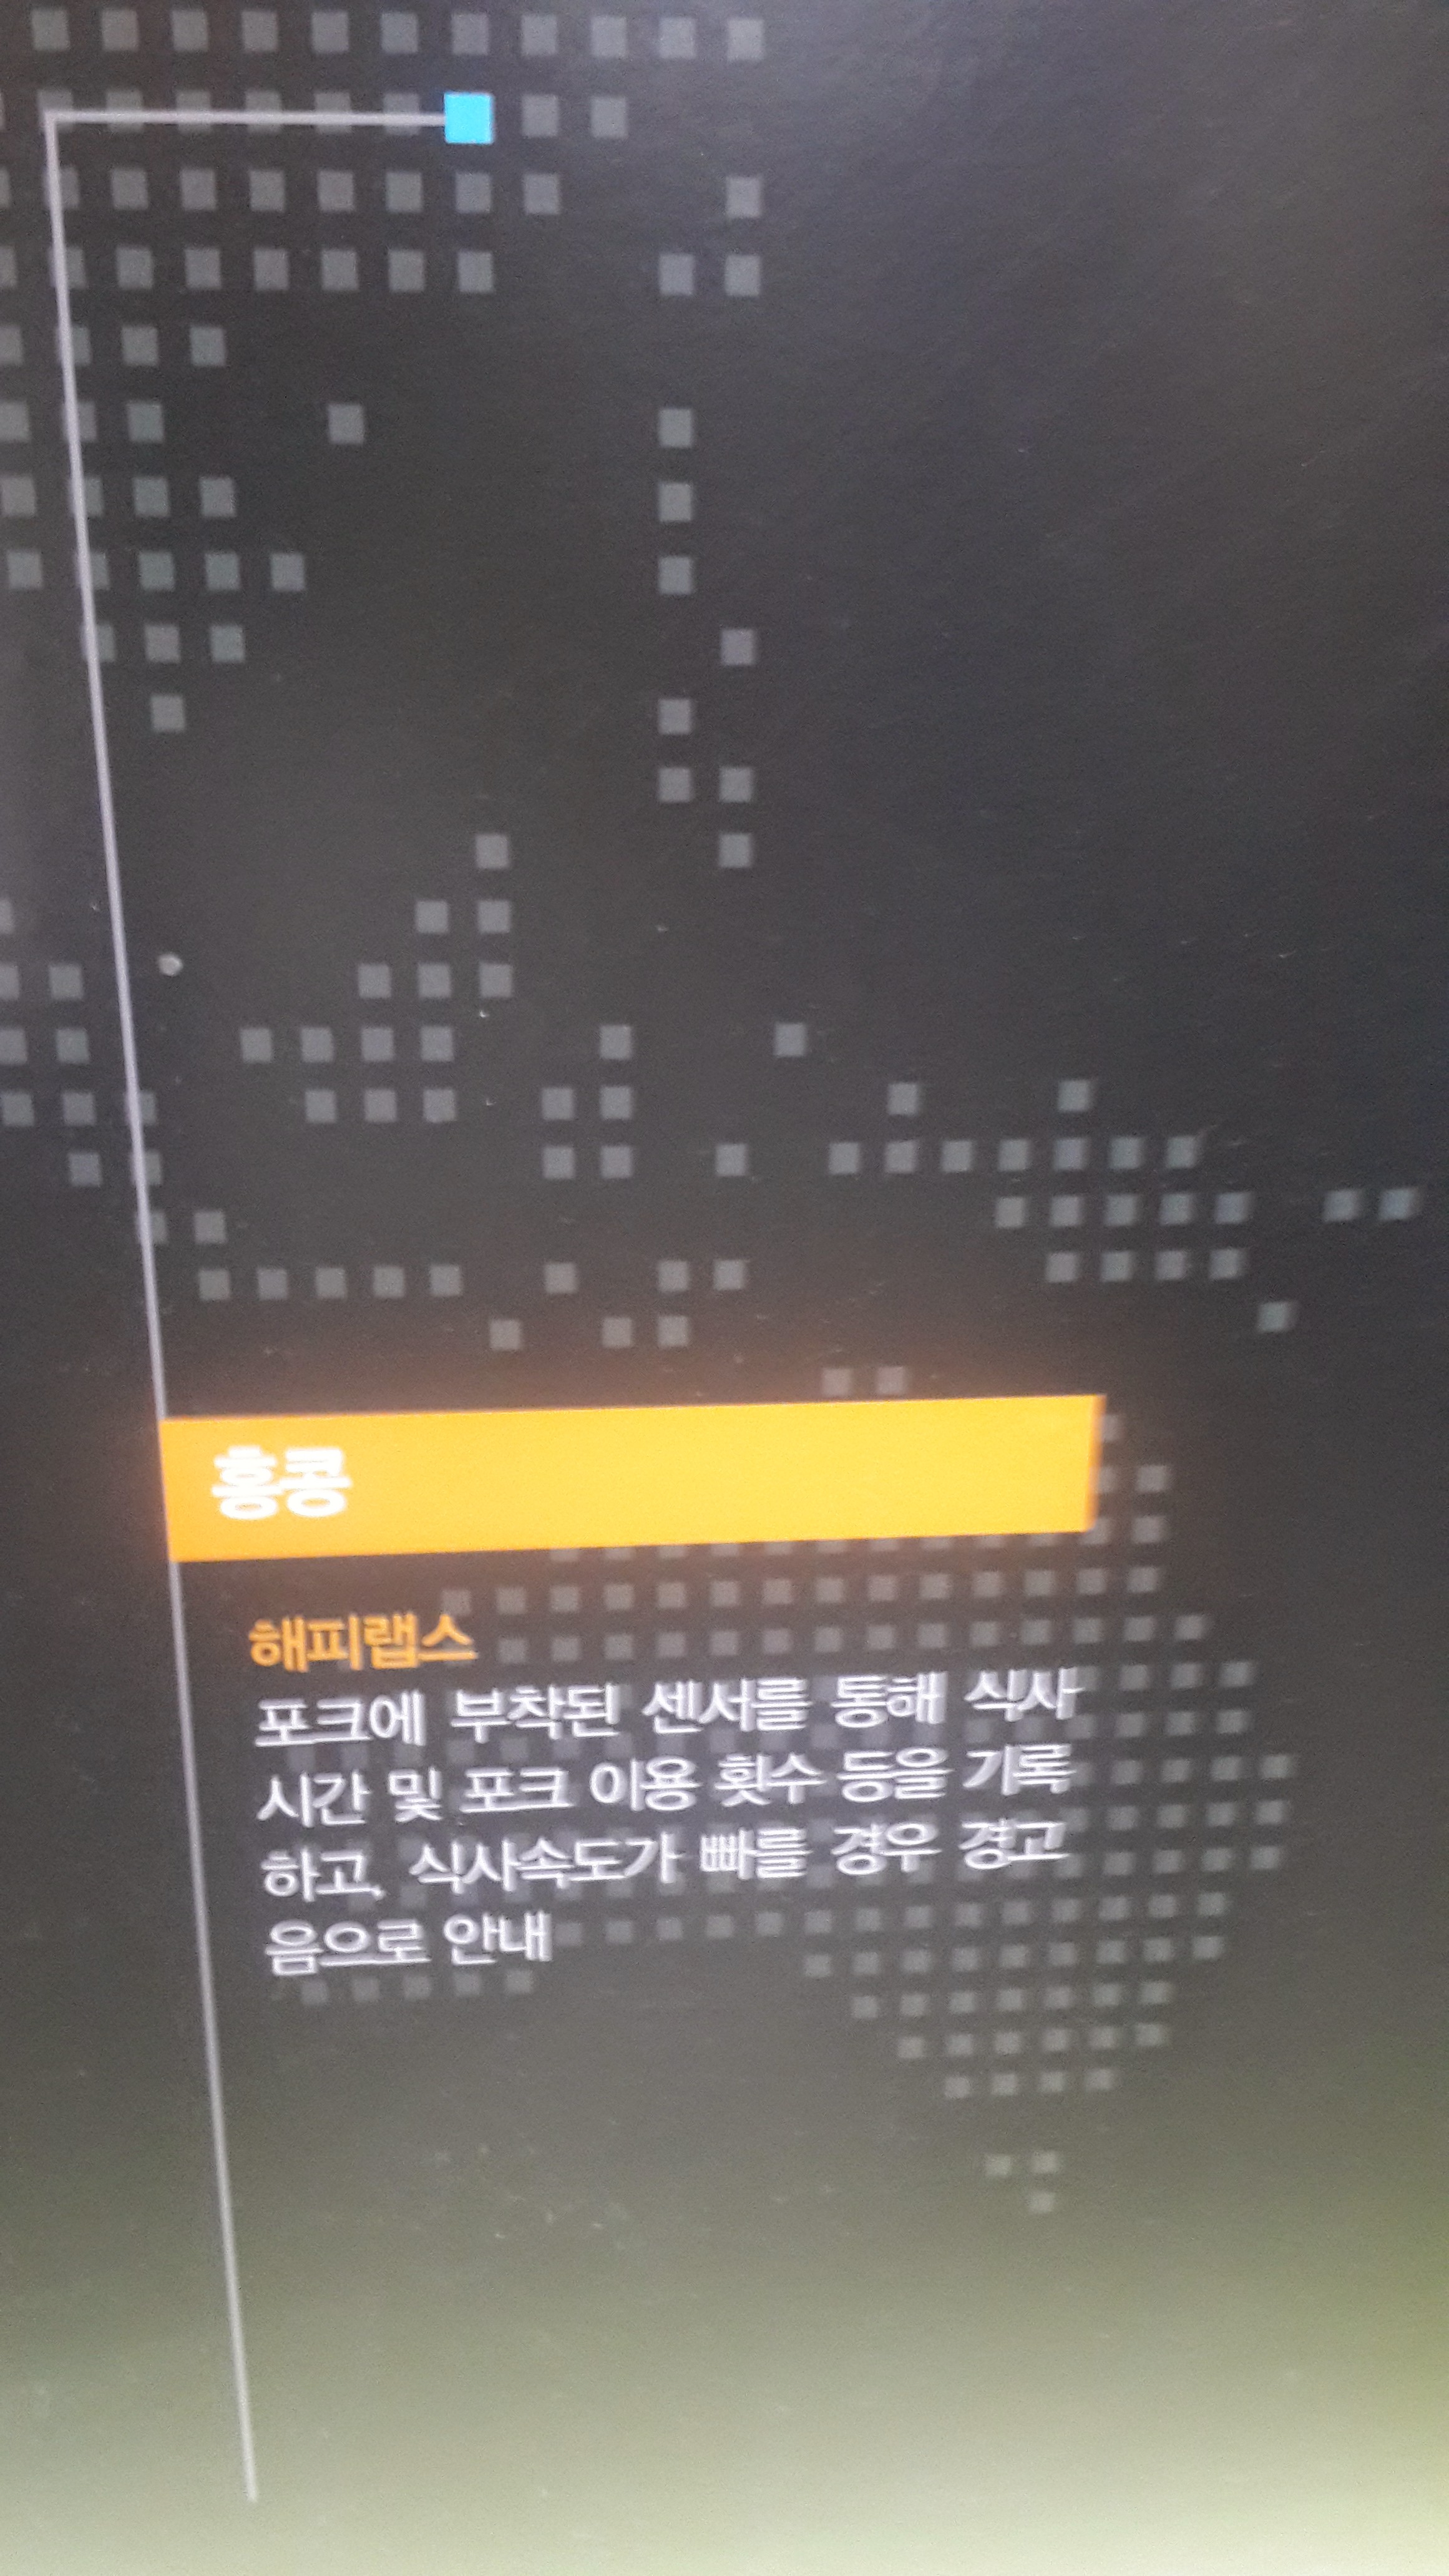 홍콩
해피랩스
포크에 부착된 센서를 통해 식사
시간 및 포크 이용 횟수 등을 기록
하고, 식사속도가 빠를 경우 경고
음으로 안내